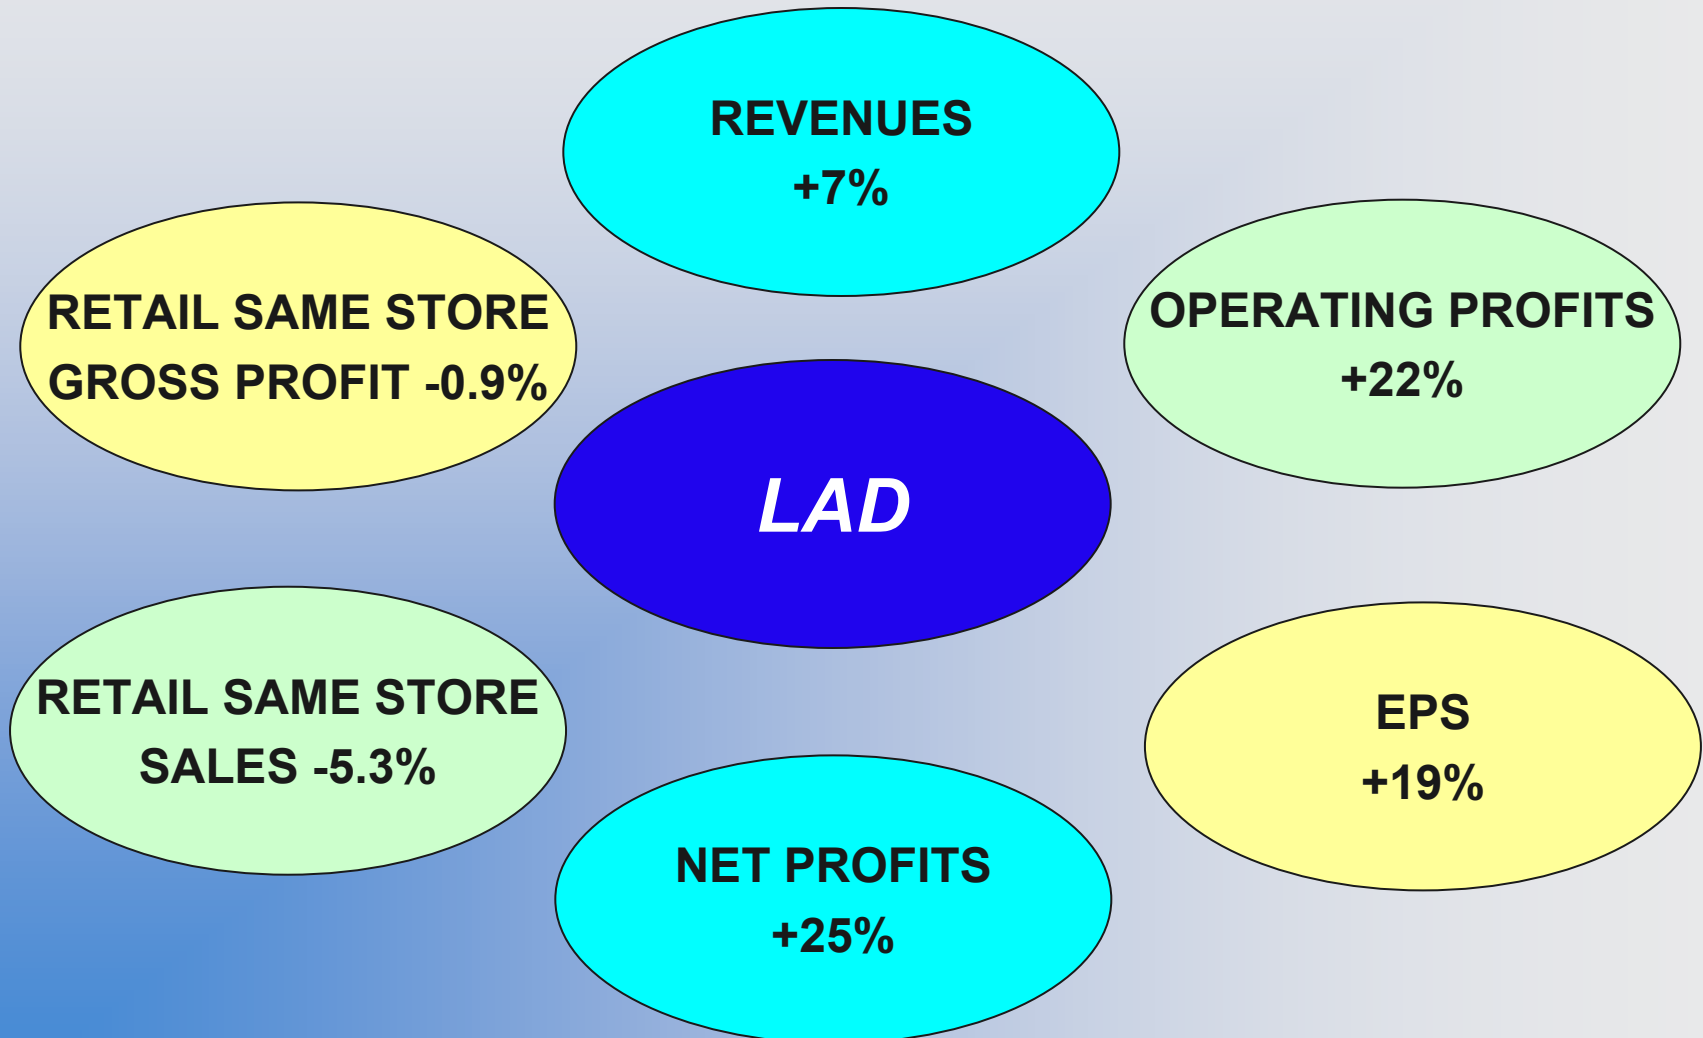 REVENUES
+7%
RETAIL SAME STORE
GROSS PROFIT -0.9%
OPERATING PROFITS
+22%
LAD
RETAIL SAME STORE
SALES -5.3%
EPS
+19%
NET PROFITS
+25%